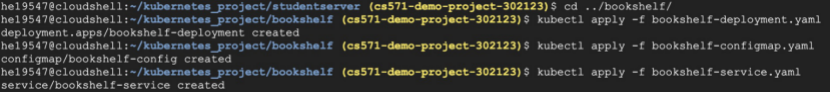 he19547@cloudshell:~/kubernetes_project/studentserver (cs571-demo-project-302123)$ cd ../bookshelf/
he19547@cloudshell:~/kubernetes_project/bookshelf (cs571-demo-project-302123)$ kubectl apply -f bookshelf-deployment.yaml
deployment.apps/bookshelf-deployment created
he19547@cloudshell:~/kubernetes_project/bookshelf (cs571-demo-project-302123)$ kubectl apply -f bookshelf-configmap.yaml
configmap/bookshelf-config created
he19547@cloudshell:~/kubernetes_project/bookshelf (cs571-demo-project-302123)$ kubectl apply -f bookshelf-service.yaml
service/bookshelf-service created